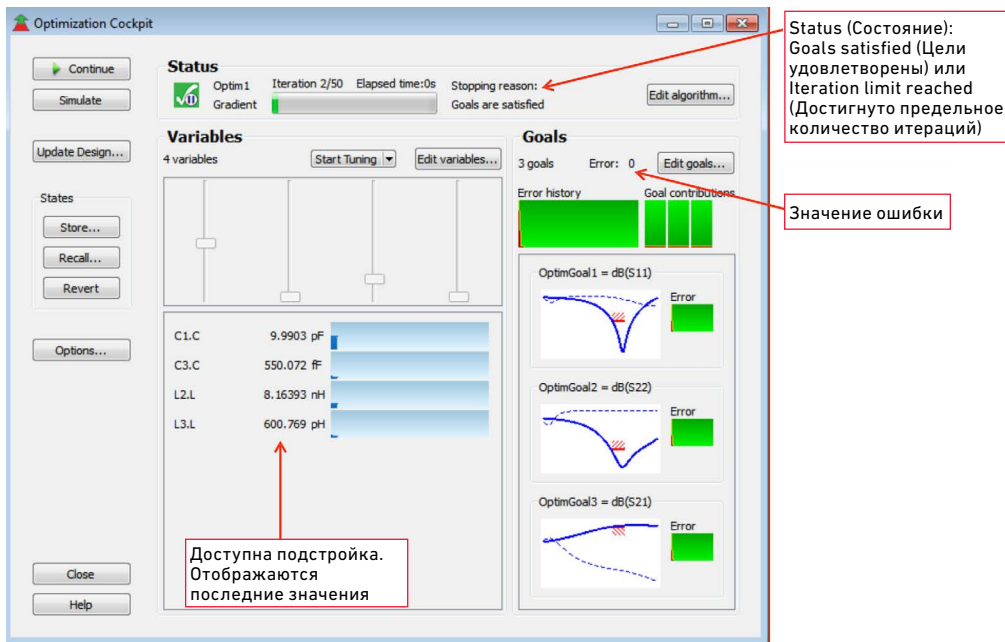 Optimization Cockpit
Continue
Simulate
Update Design...
States
Store...
Recall...
Revert
Options...
Close
Help
Status
Optim1
Gradient
Iteration 2/50 Elapsed time:0s
Stopping reason:
Goals are satisfied
Edit algorithm...
Variables
4 variables
Start Tuning
Edit variables...
C1.C 9.9903 pF
C3.C 550.072 fF
L2.L 8.16393 nH
L3.L 600.769 pH
Доступна подстройка.
Отображаются
последние значения
Goals
3 goals Error: 0
Edit goals...
Error history
Goal contributions
OptimGoal1 = dB(S11)
Error
OptimGoal2 = dB(S22)
Error
OptimGoal3 = dB(S21)
Error
Status (Состояние):
Goals satisfied (Цели
удовлетворены) или
Iteration limit reached
(Достигнуто предельное
количество итераций)
Значение ошибки